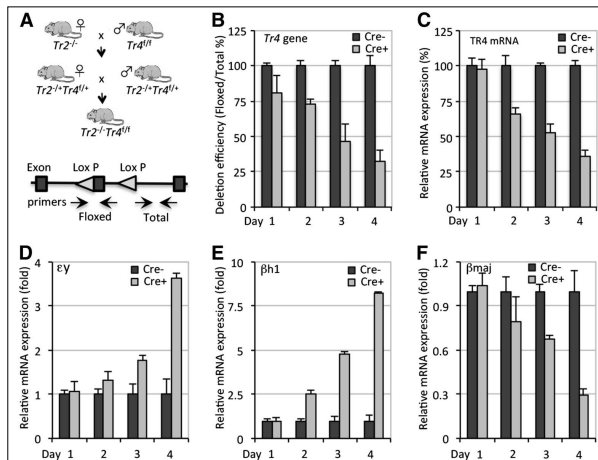 A
♀ ♂
x
Tr2-/- Tr4f/f
♀ ♂
x
Tr2-/+Tr4f/+ Tr2-/+Tr4f/+
Tr2-/-Tr4f/f
Exon Lox P Lox P
primers
Floxed Total
B
Tr4 gene
Cre-
Cre+
Deletion efficiency (Floxed/Total %)
125
100
75
50
25
0
Day 1 2 3 4
C
TR4 mRNA
Cre-
Cre+
Relative mRNA expression (%)
125
100
75
50
25
0
Day 1 2 3 4
D
εy
Cre-
Cre+
Relative mRNA expression (fold)
4
3
2
1
0
Day 1 2 3 4
E
βh1
Cre-
Cre+
Relative mRNA expression (fold)
10
7.5
5
2.5
0
Day 1 2 3 4
F
βmaj
Cre-
Cre+
Relative mRNA expression (fold)
1.2
0.9
0.6
0.3
0
Day 1 2 3 4